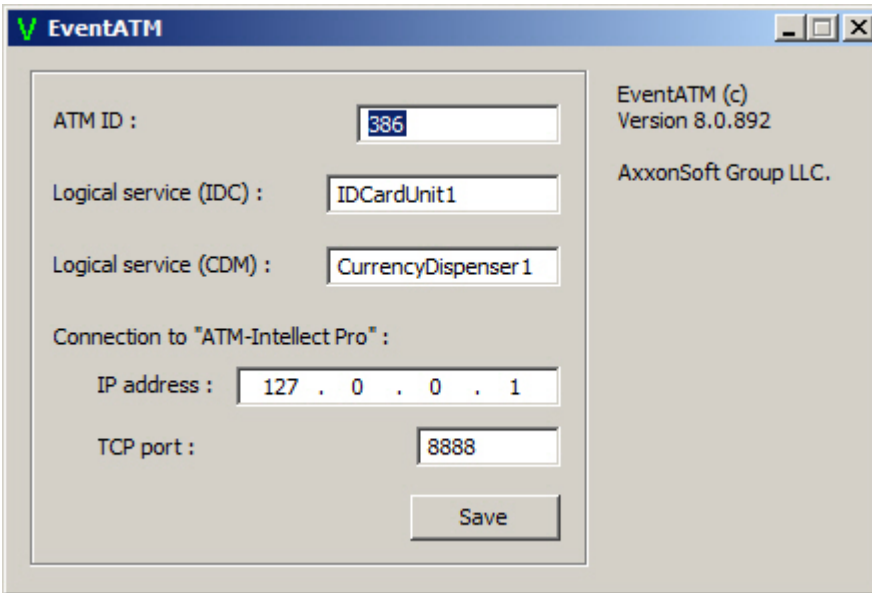 EventATM
ATM ID : 386
Logical service (IDC) : IDCardUnit1
Logical service (CDM) : CurrencyDispenser1
Connection to "ATM-Intellect Pro" :
IP address : 127 . 0 . 0 . 1
TCP port : 8888
Save
EventATM (c)
Version 8.0.892
AxxonSoft Group LLC.